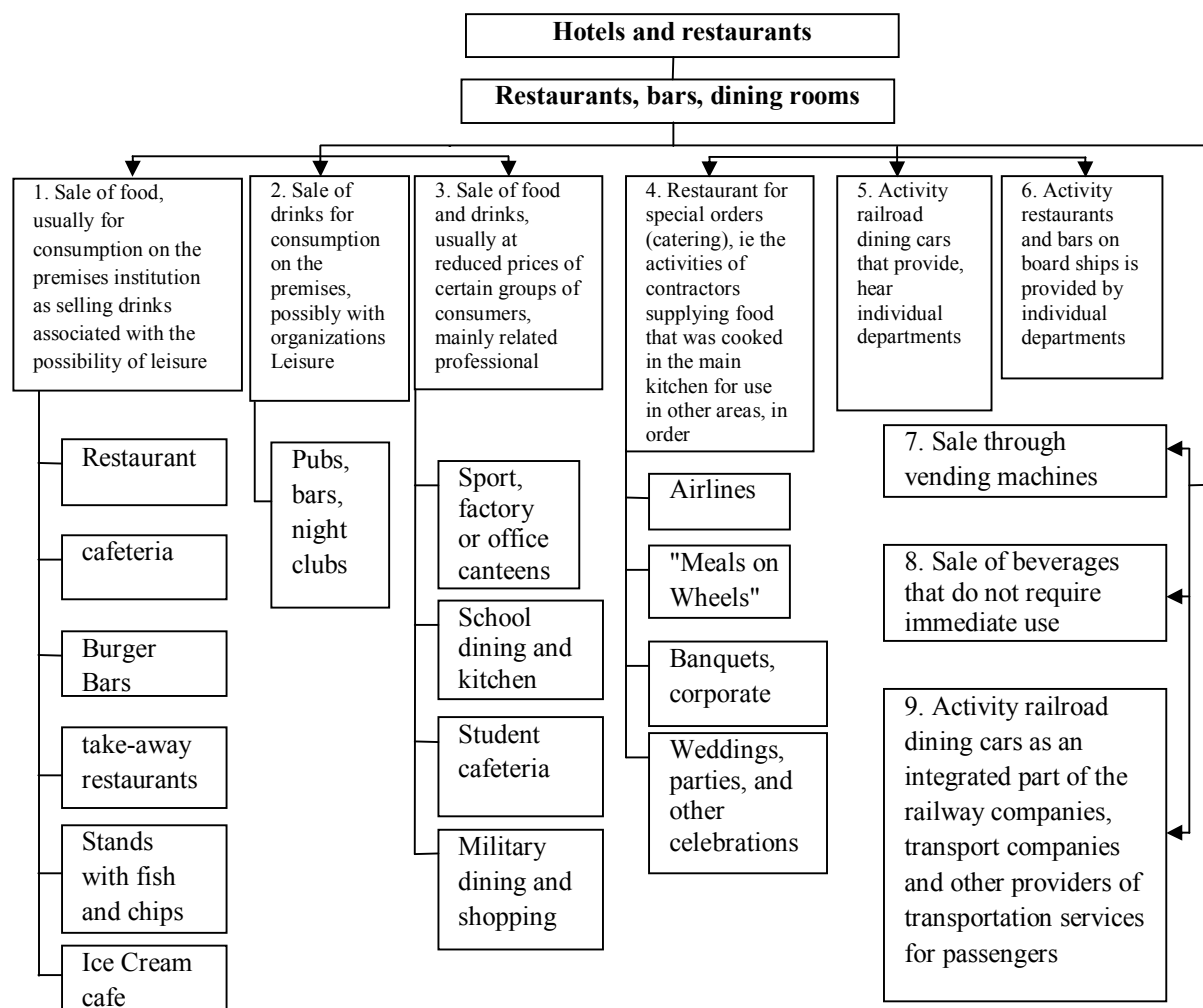 Hotels and restaurants
Restaurants, bars, dining rooms
1. Sale of food,
usually for
consumption on the
premises institution
as selling drinks
associated with the
possibility of leisure
2. Sale of
drinks for
consumption
on the
premises,
possibly with
organizations
Leisure
3. Sale of food
and drinks,
usually at
reduced prices of
certain groups of
consumers,
mainly related
professional
4. Restaurant for
special orders
(catering), ie the
activities of
contractors
supplying food
that was cooked
in the main
kitchen for use
in other areas, in
order
5. Activity
railroad
dining cars
that provide,
hear
individual
departments
6. Activity
restaurants
and bars on
board ships is
provided by
individual
departments
Restaurant
cafeteria
Burger
Bars
take-away
restaurants
Stands
with fish
and chips
Ice Cream
cafe
Pubs,
bars,
night
clubs
Sport,
factory
or office
canteens
School
dining and
kitchen
Student
cafeteria
Military
dining and
shopping
Airlines
"Meals on
Wheels"
Banquets,
corporate
Weddings,
parties, and
other
celebrations
7. Sale through
vending machines
8. Sale of beverages
that do not require
immediate use
9. Activity railroad
dining cars as an
integrated part of the
railway companies,
transport companies
and other providers of
transportation services
for passengers